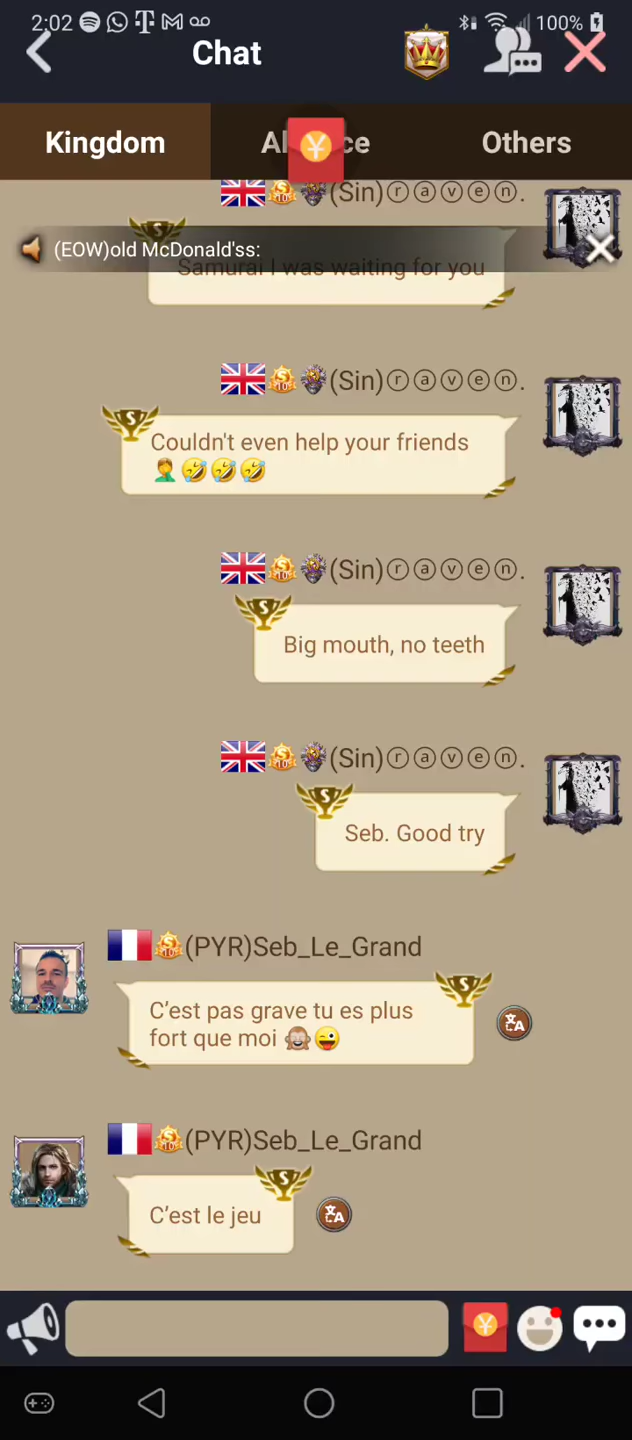 2:02
100%
Chat
Kingdom
Others
(Sin)ⓡⓐⓥⓔⓝ.
(EOW)old McDonald'ss:
Samurai I was waiting for you
(Sin)ⓡⓐⓥⓔⓝ.
Couldn't even help your friends
🤦‍♂️🤣🤣🤣
(Sin)ⓡⓐⓥⓔⓝ.
Big mouth, no teeth
(Sin)ⓡⓐⓥⓔⓝ.
Seb. Good try
(PYR)Seb_Le_Grand
C’est pas grave tu es plus
fort que moi 🙈😜
(PYR)Seb_Le_Grand
C’est le jeu